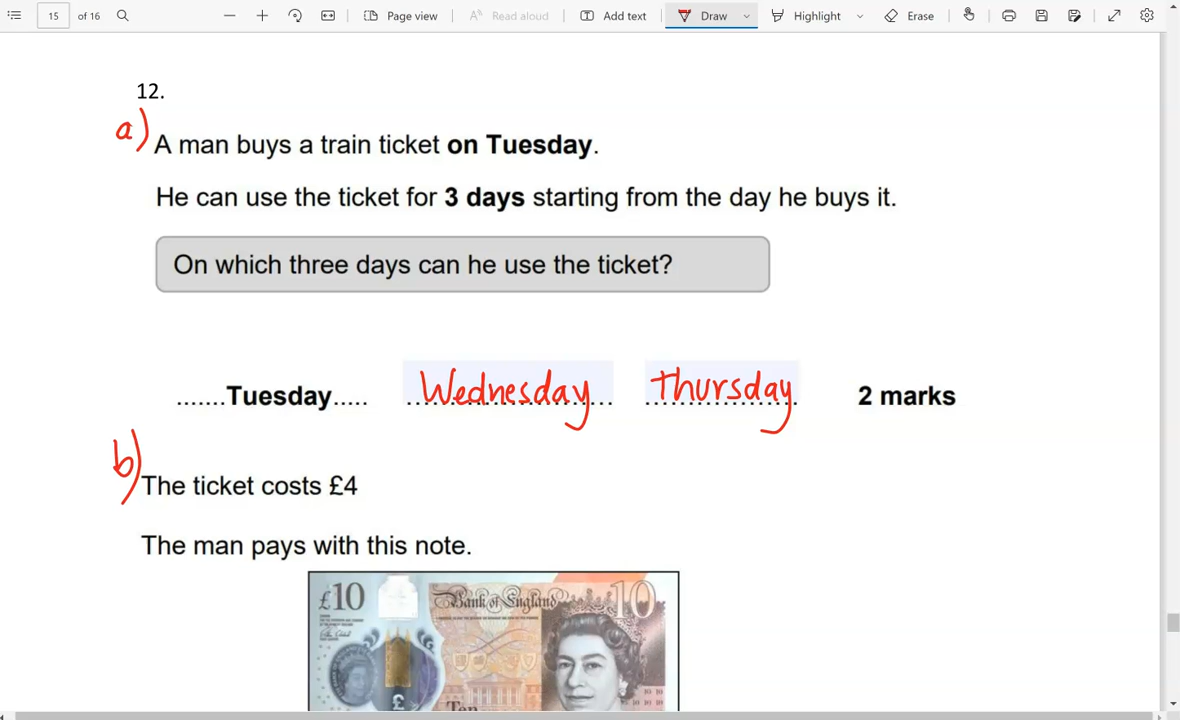 15 of 16 Page view Read aloud Add text Draw Highlight Erase
12.
a)
A man buys a train ticket on Tuesday.
He can use the ticket for 3 days starting from the day he buys it.
On which three days can he use the ticket?
.......Tuesday..... Wednesday Thursday 2 marks
b)
The ticket costs £4
The man pays with this note.
£10 Bank of England 10
£
Ten